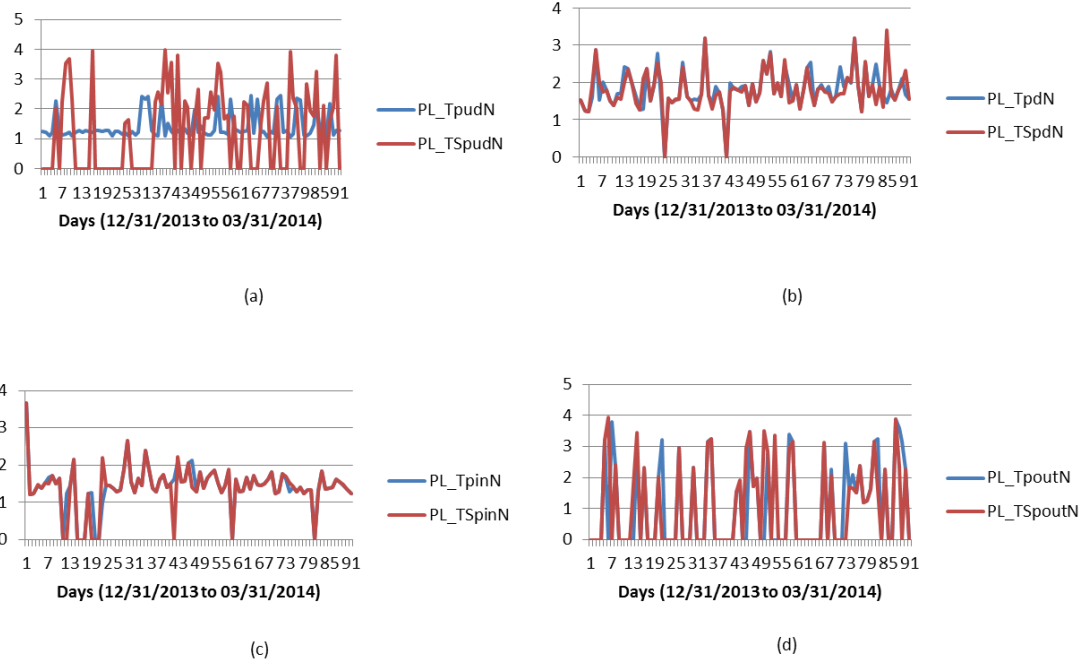 5
4
3
2
1
0
1 7 13 19 25 31 37 43 49 55 61 67 73 79 85 91
Days (12/31/2013 to 03/31/2014)
PL_TpudN
PL_TSpudN
(a)
4
3
2
1
0
1 7 13 19 25 31 37 43 49 55 61 67 73 79 85 91
Days (12/31/2013 to 03/31/2014)
PL_TpdN
PL_TSpdN
(b)
4
3
2
1
0
1 7 13 19 25 31 37 43 49 55 61 67 73 79 85 91
Days (12/31/2013 to 03/31/2014)
PL_TpinN
PL_TSpinN
(c)
5
4
3
2
1
0
1 7 13 19 25 31 37 43 49 55 61 67 73 79 85 91
Days (12/31/2013 to 03/31/2014)
PL_TpoutN
PL_TSpoutN
(d)